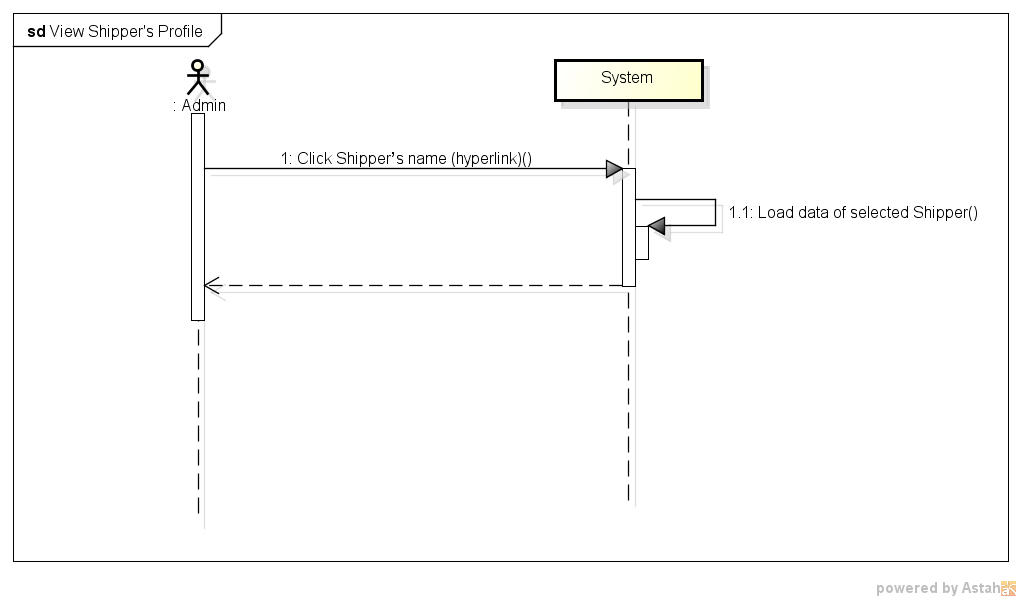 sd View Shipper's Profile
System
: Admin
1: Click Shipper's name (hyperlink)()
1.1: Load data of selected Shipper()
powered by Astah